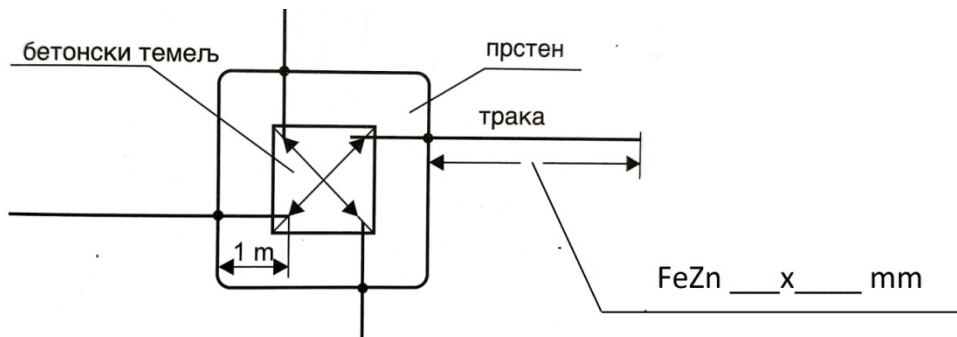 бетонски темељ
прстен
трака
1 m
FeZn ___x____ mm